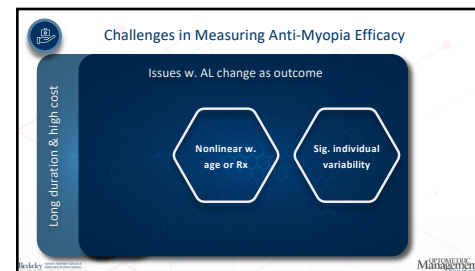 Challenges in Measuring Anti-Myopia Efficacy
Long duration & high cost
Issues w. AL change as outcome
Nonlinear w.
age or Rx
Sig. individual
variability
Berkeley
OPTOMETRIC
Management